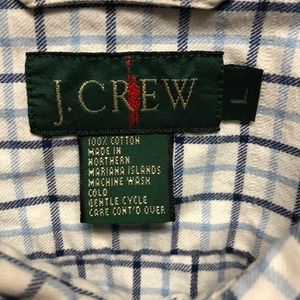 J.CREW
L
100% COTTON
MADE IN
NORTHERN
MARIANA ISLANDS
MACHINE WASH
COLD
GENTLE CYCLE
CARE CONT'D OVER